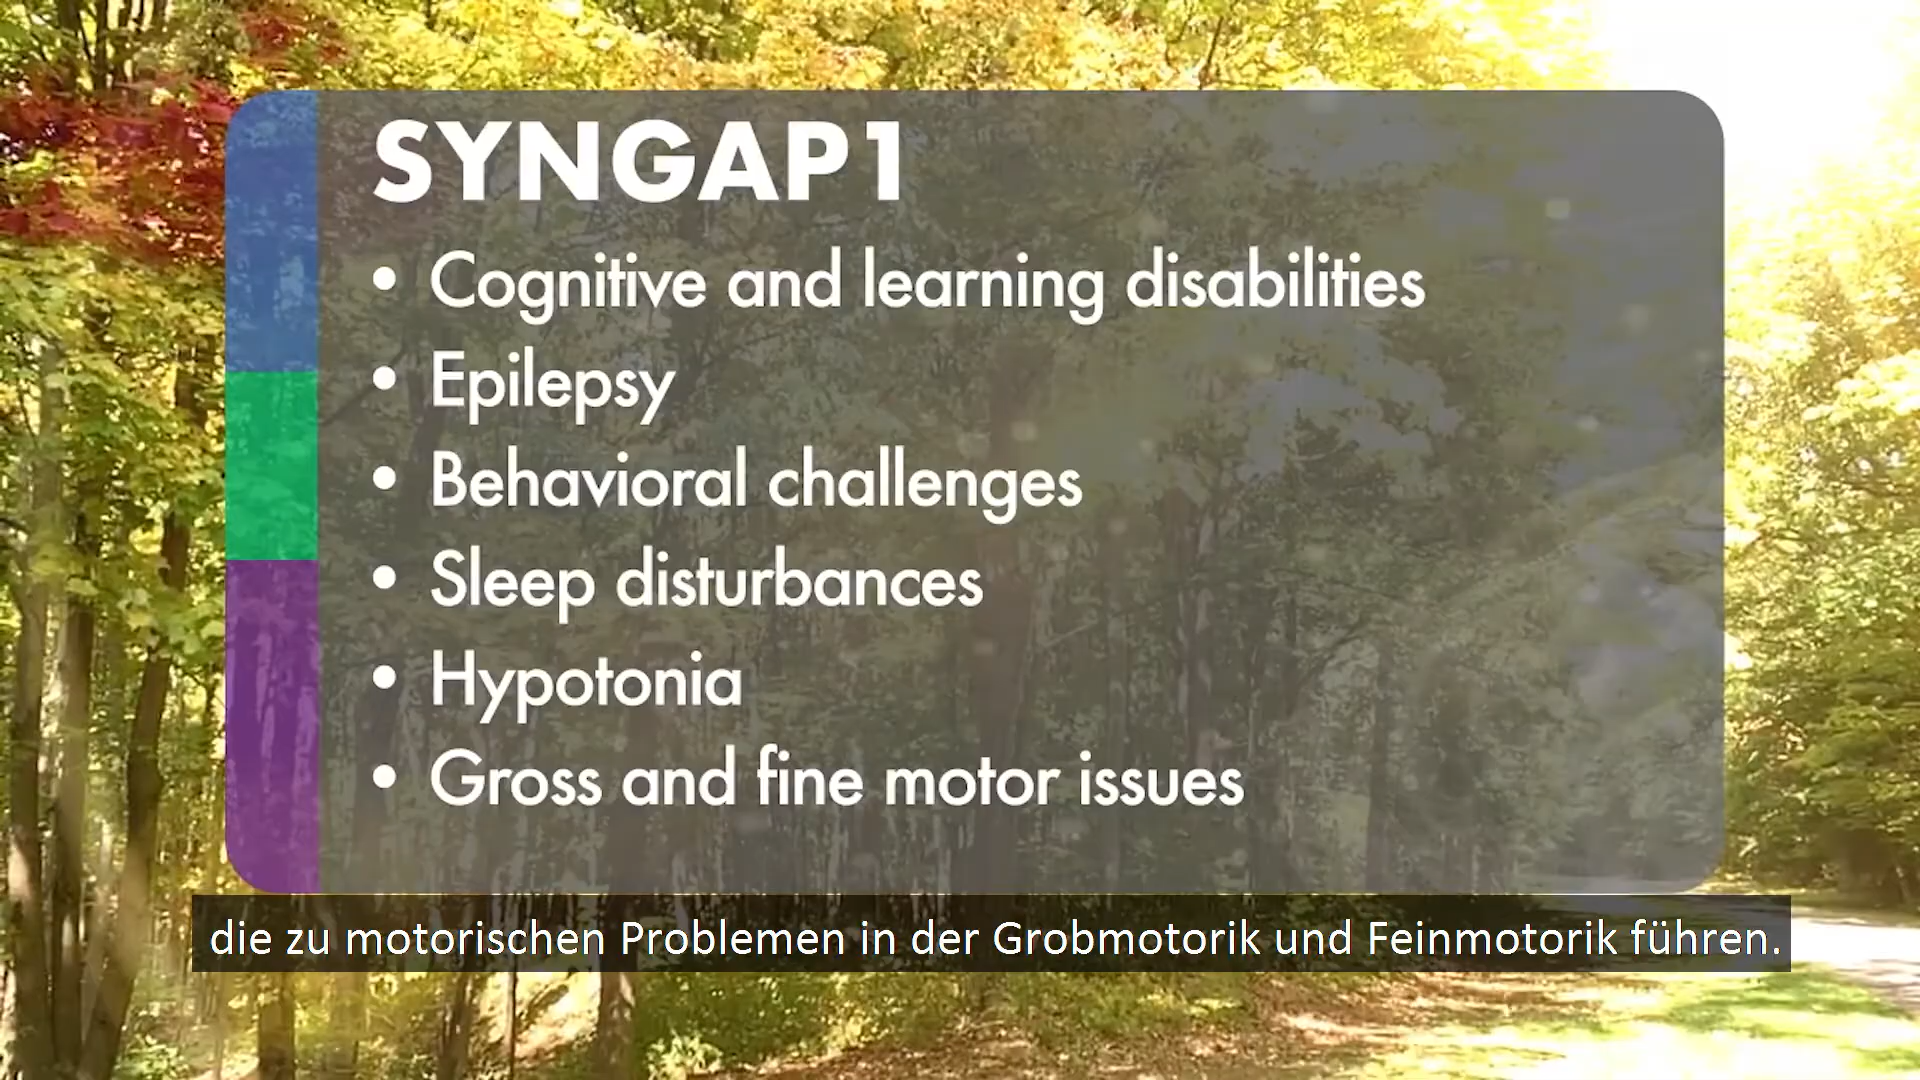 SYNGAP1
• Cognitive and learning disabilities
• Epilepsy
• Behavioral challenges
• Sleep disturbances
• Hypotonia
• Gross and fine motor issues
die zu motorischen Problemen in der Grobmotorik und Feinmotorik führen.